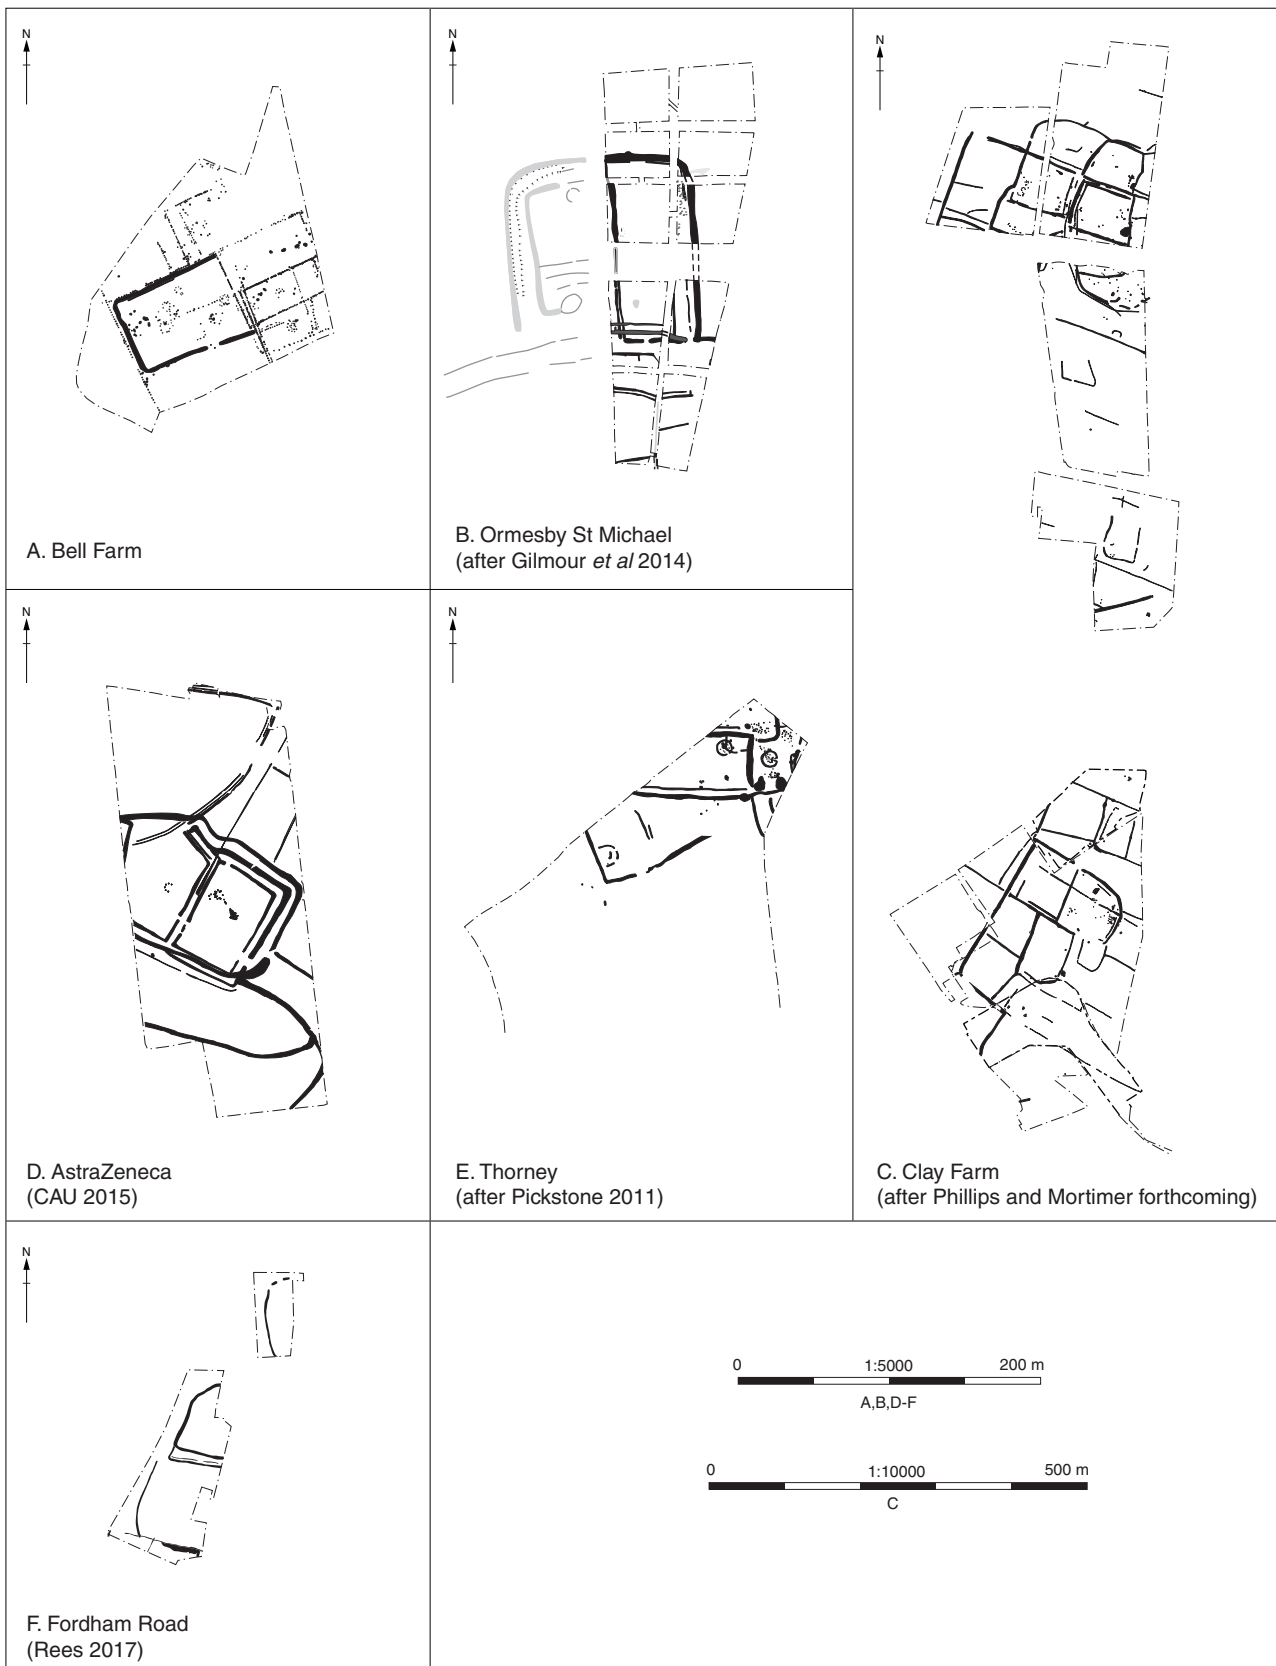 N
A. Bell Farm
N
B. Ormesby St Michael
(after Gilmour et al 2014)
N
N
D. AstraZeneca
(CAU 2015)
N
E. Thorney
(after Pickstone 2011)
C. Clay Farm
(after Phillips and Mortimer forthcoming)
N
F. Fordham Road
(Rees 2017)
0 1:5000 200 m
A,B,D-F
0 1:10000 500 m
C